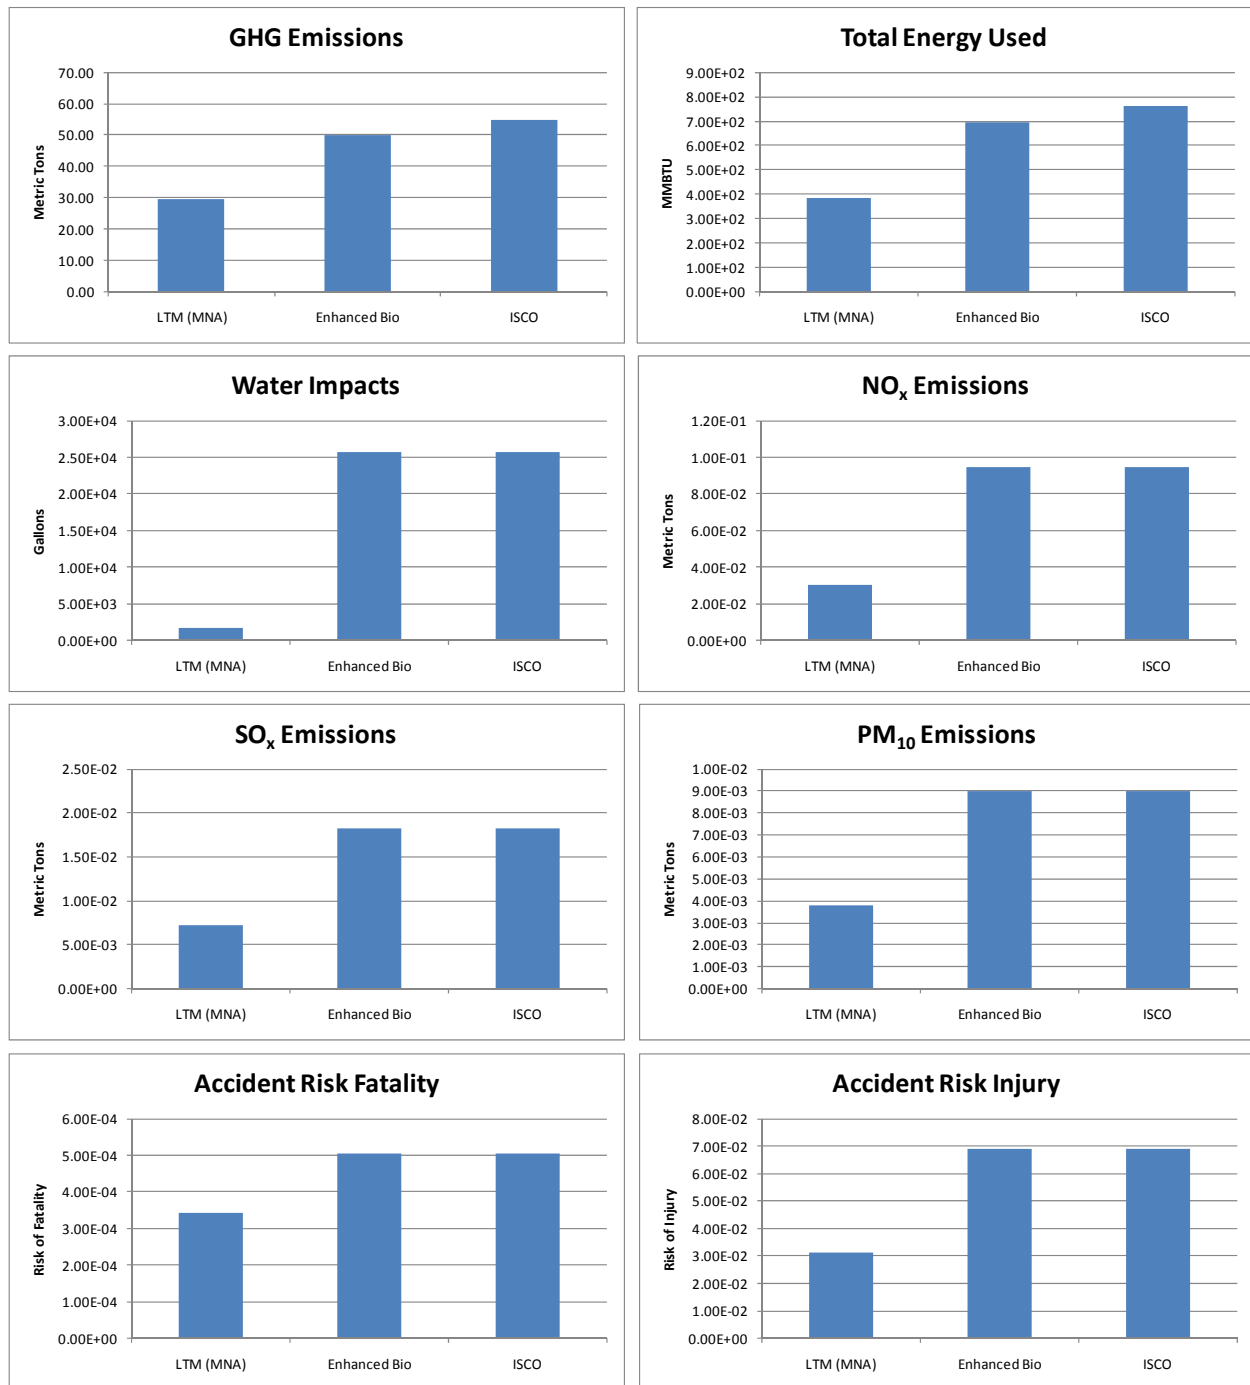 GHG Emissions
70.00
60.00
50.00
40.00
30.00
20.00
10.00
0.00
Metric Tons
LTM (MNA) Enhanced Bio ISCO
Total Energy Used
9.00E+02
8.00E+02
7.00E+02
6.00E+02
5.00E+02
4.00E+02
3.00E+02
2.00E+02
1.00E+02
0.00E+00
MMBTU
LTM (MNA) Enhanced Bio ISCO
Water Impacts
3.00E+04
2.50E+04
2.00E+04
1.50E+04
1.00E+04
5.00E+03
0.00E+00
Gallons
LTM (MNA) Enhanced Bio ISCO
NOx Emissions
1.20E-01
1.00E-01
8.00E-02
6.00E-02
4.00E-02
2.00E-02
0.00E+00
Metric Tons
LTM (MNA) Enhanced Bio ISCO
SOx Emissions
2.50E-02
2.00E-02
1.50E-02
1.00E-02
5.00E-03
0.00E+00
Metric Tons
LTM (MNA) Enhanced Bio ISCO
PM10 Emissions
1.00E-02
9.00E-03
8.00E-03
7.00E-03
6.00E-03
5.00E-03
4.00E-03
3.00E-03
2.00E-03
1.00E-03
0.00E+00
Metric Tons
LTM (MNA) Enhanced Bio ISCO
Accident Risk Fatality
6.00E-04
5.00E-04
4.00E-04
3.00E-04
2.00E-04
1.00E-04
0.00E+00
Risk of Fatality
LTM (MNA) Enhanced Bio ISCO
Accident Risk Injury
8.00E-02
7.00E-02
6.00E-02
5.00E-02
4.00E-02
3.00E-02
2.00E-02
1.00E-02
0.00E+00
Risk of Injury
LTM (MNA) Enhanced Bio ISCO